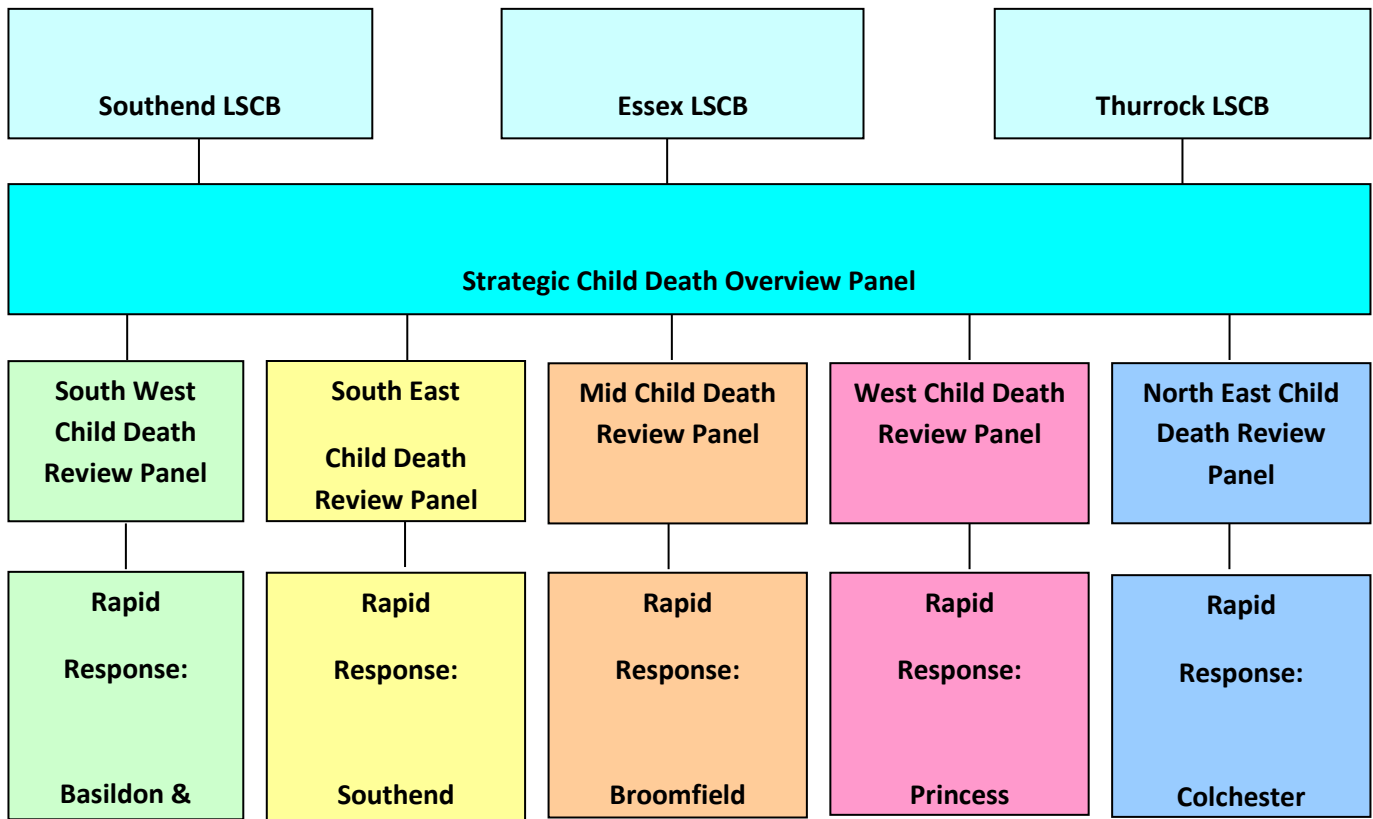 Southend LSCB
Essex LSCB
Thurrock LSCB
Strategic Child Death Overview Panel
South West
Child Death
Review Panel
South East
Child Death
Review Panel
Mid Child Death
Review Panel
West Child Death
Review Panel
North East Child
Death Review
Panel
Rapid
Response:
Basildon &
Rapid
Response:
Southend
Rapid
Response:
Broomfield
Rapid
Response:
Princess
Rapid
Response:
Colchester